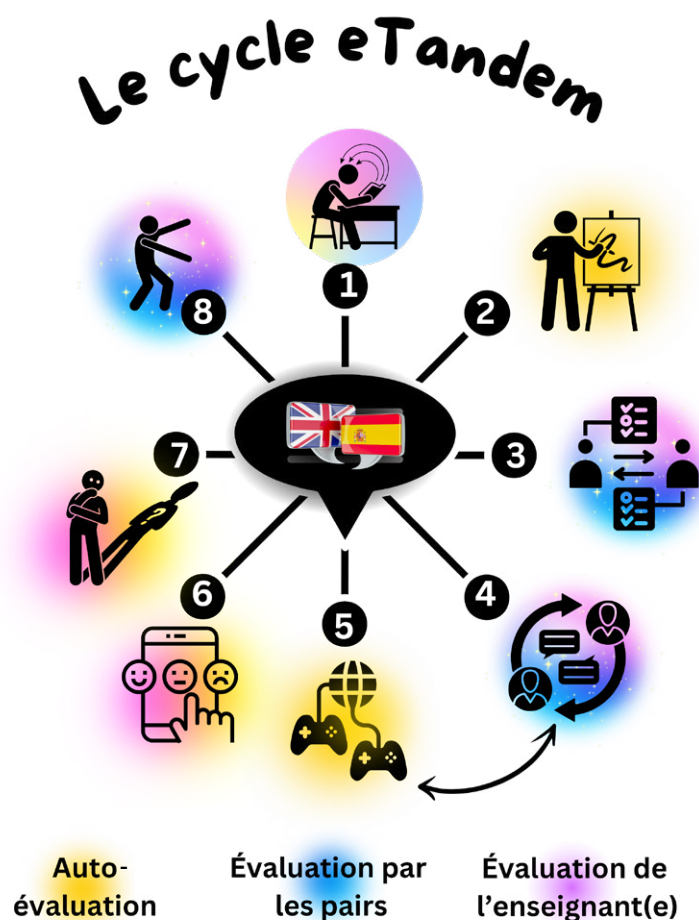 Le cycle eTandem
1
2
3
4
5
6
7
8
Auto-
évaluation
Évaluation par
les pairs
Évaluation de
l'enseignant(e)